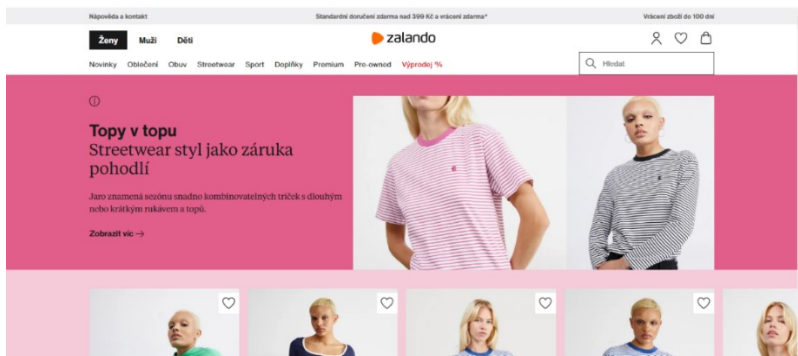 Nápověda a kontakt
Standardní doručení zdarma nad 399 Kč a vrácení zdarma*
Vrácení zboží do 100 dní
Ženy
Muži
Děti
zalando
Novinky Oblečení Obuv Streetwear Sport Doplňky Premium Pre-owned Výprodej %
Hledat
Topy v topu
Streetwear styl jako záruka
pohodlí
Jaro znamená sezónu snadno kombinovatelných triček s dlouhým
nebo krátkým rukávem a topů.
Zobrazit víc →